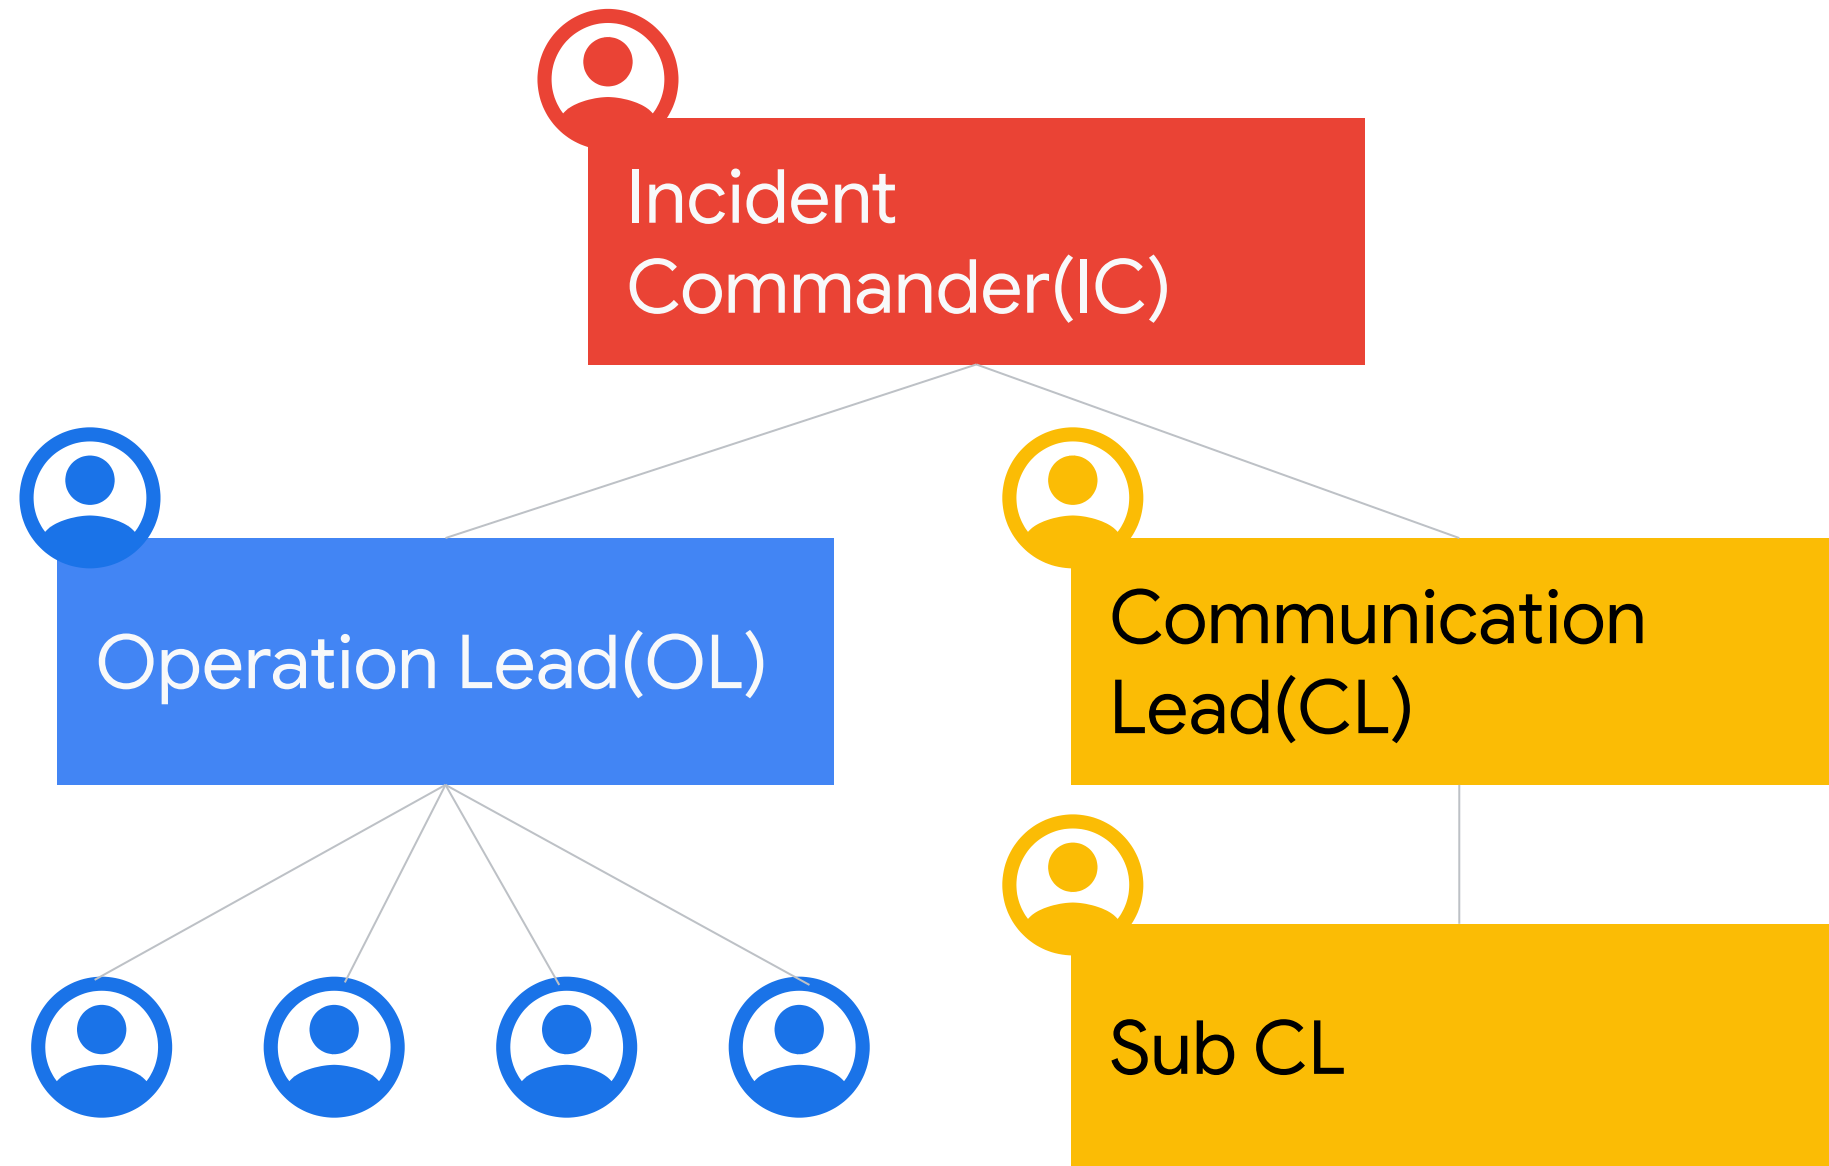 Incident
Commander(IC)
Operation Lead(OL)
Communication
Lead(CL)
Sub CL